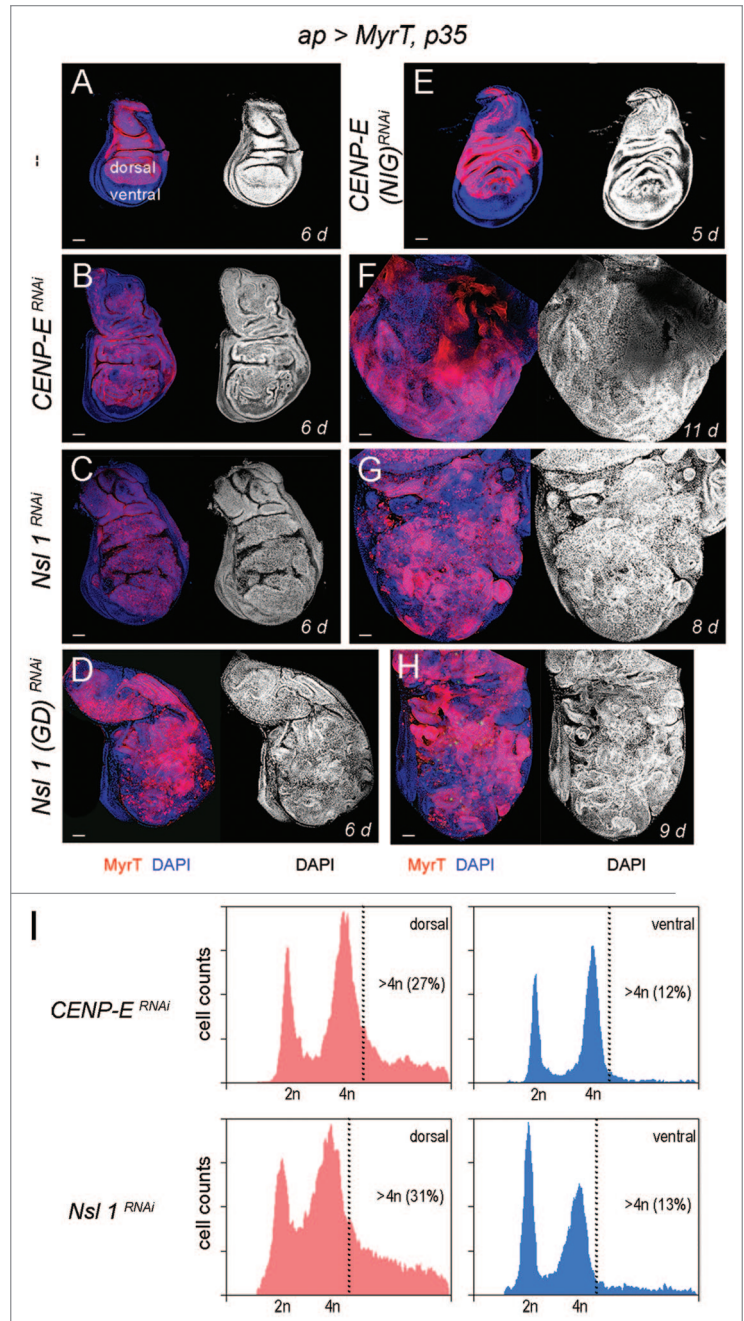 ap > MyrT, p35
A
--
dorsal
ventral
6 d
E
CENP-E
(NIG)RNAi
5 d
B
CENP-E RNAi
6 d
F
11 d
C
Nsl 1 RNAi
6 d
G
8 d
D
Nsl 1 (GD) RNAi
6 d
H
9 d
MyrT DAPI
DAPI
MyrT DAPI
DAPI
I
CENP-E RNAi
cell counts
dorsal
>4n (27%)
2n 4n
ventral
>4n (12%)
2n 4n
Nsl 1 RNAi
cell counts
dorsal
>4n (31%)
2n 4n
ventral
>4n (13%)
2n 4n